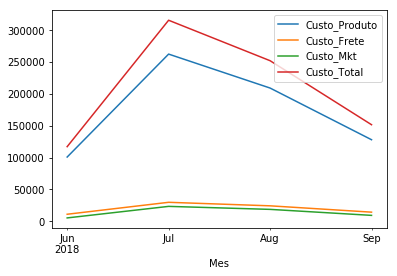 300000
250000
200000
150000
100000
50000
0
Custo_Produto
Custo_Frete
Custo_Mkt
Custo_Total
Jun Jul Aug Sep
2018
Mes